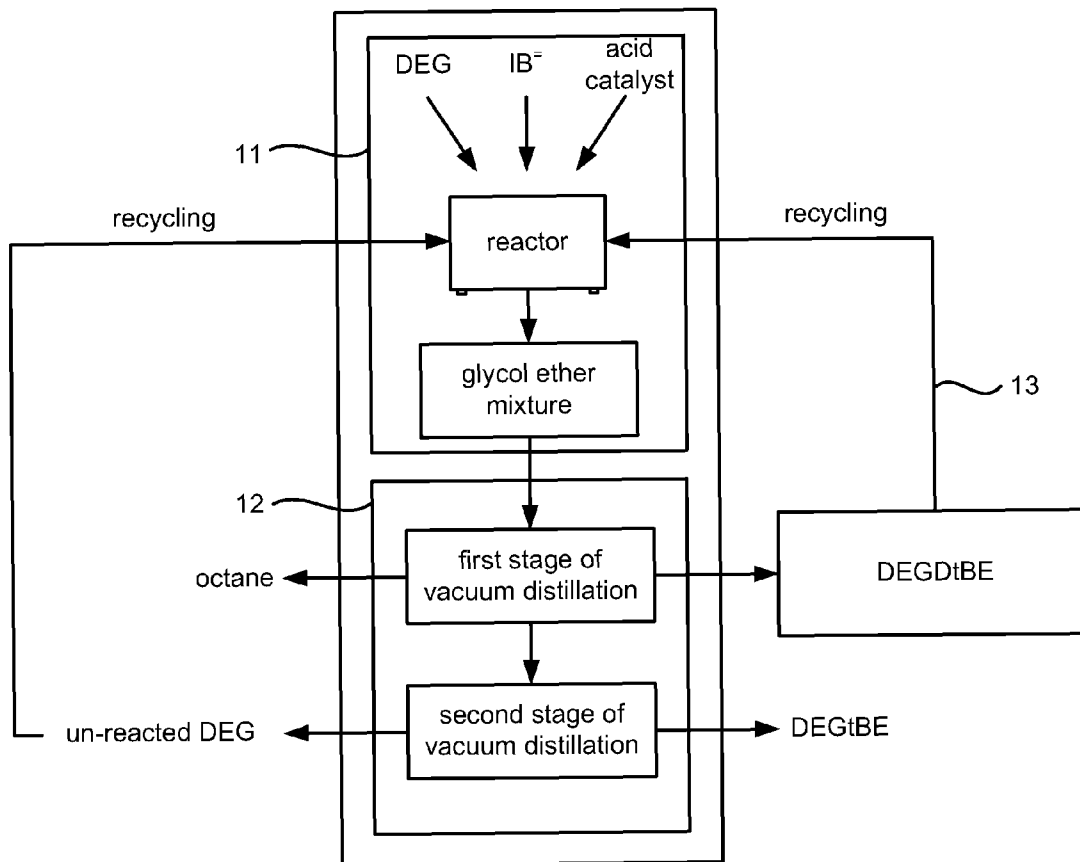 DEG
IB=
acid
catalyst
11
recycling
recycling
reactor
glycol ether
mixture
13
12
first stage of
vacuum distillation
octane
DEGDtBE
second stage of
vacuum distillation
un-reacted DEG
DEGtBE